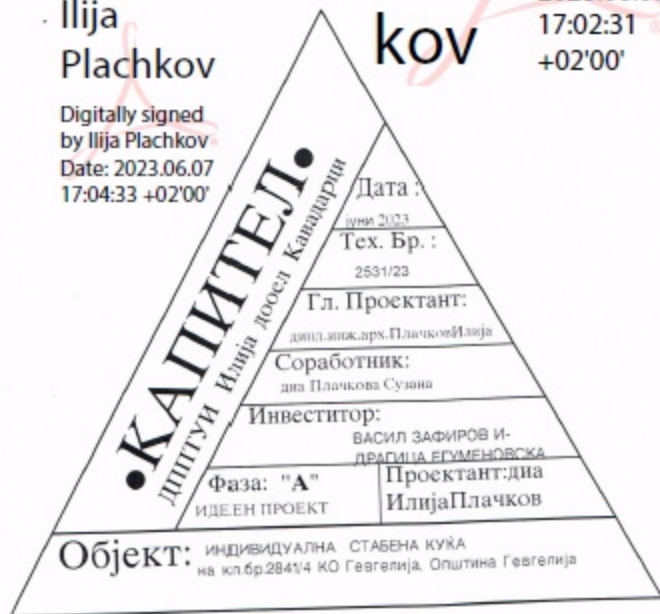 Ilija
Plachkov
Digitally signed
by Ilija Plachkov
Date: 2023.06.07
17:04:33 +02'00'
kov
17:02:31
+02'00'
•КАПИТЕЛ•
ДППТУИ Илија дооел Кавадарци
Дата :
јуни 2023
Тех. Бр. :
2531/23
Гл. Проектант:
дипл.инж.арх.ПлачковИлија
Соработник:
диа Плачкова Сузана
Инвеститор:
ВАСИЛ ЗАФИРОВ И-
ДРАГИЦА ЕГУМЕНОВСКА
Фаза: "А"
ИДЕЕН ПРОЕКТ
Проектант:диа
ИлијаПлачков
Објект: ИНДИВИДУАЛНА СТАБЕНА КУЌА
на кп.бр.2841/4 КО Гевгелија, Општина Гевгелија